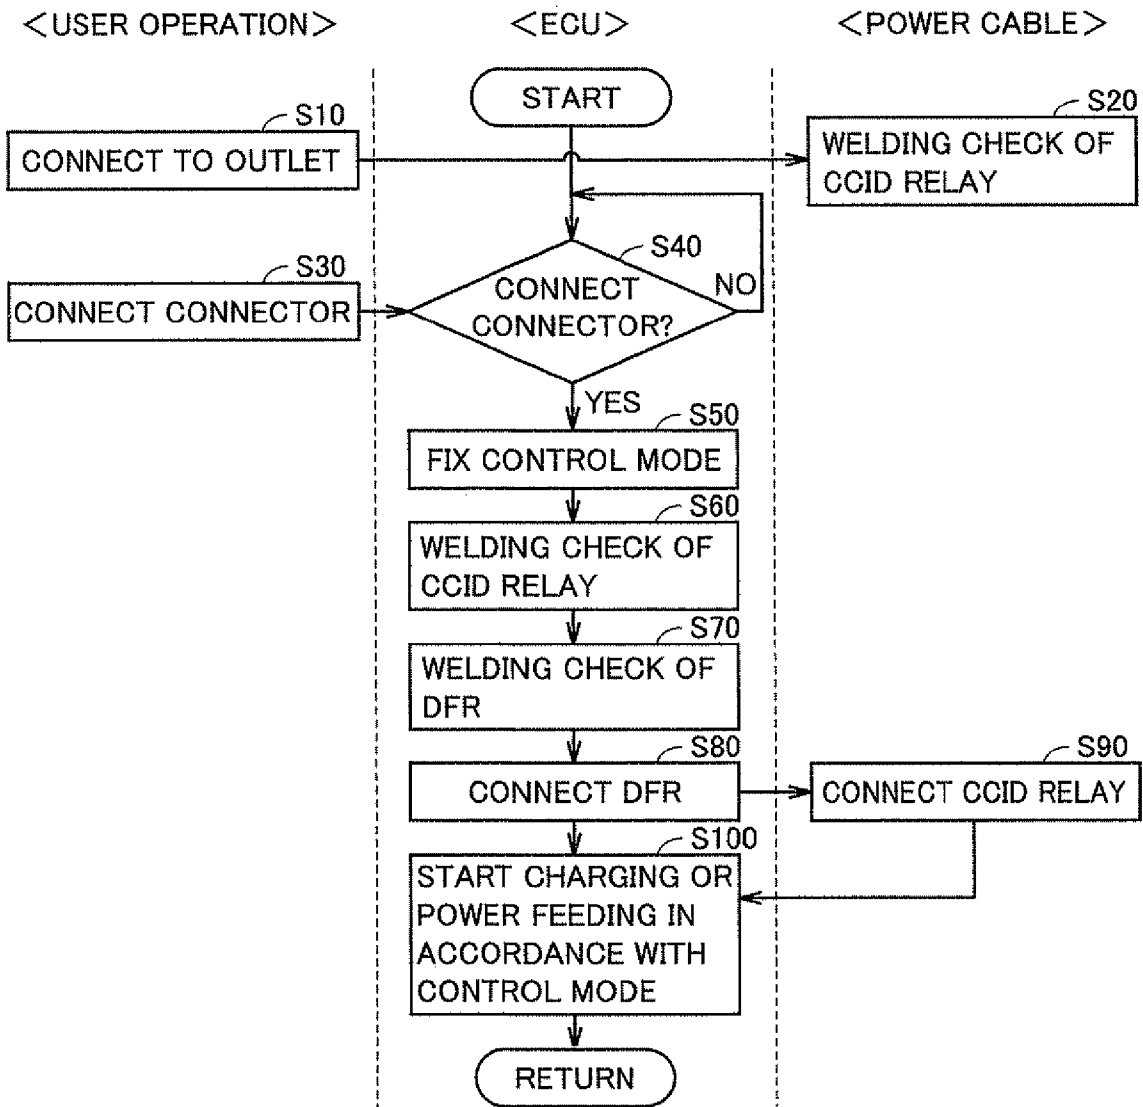 <USER OPERATION>
<ECU>
<POWER CABLE>
START
S10
CONNECT TO OUTLET
S20
WELDING CHECK OF
CCID RELAY
S30
CONNECT CONNECTOR
S40
CONNECT
CONNECTOR?
NO
YES
S50
FIX CONTROL MODE
S60
WELDING CHECK OF
CCID RELAY
S70
WELDING CHECK OF
DFR
S80
CONNECT DFR
S90
CONNECT CCID RELAY
S100
START CHARGING OR
POWER FEEDING IN
ACCORDANCE WITH
CONTROL MODE
RETURN